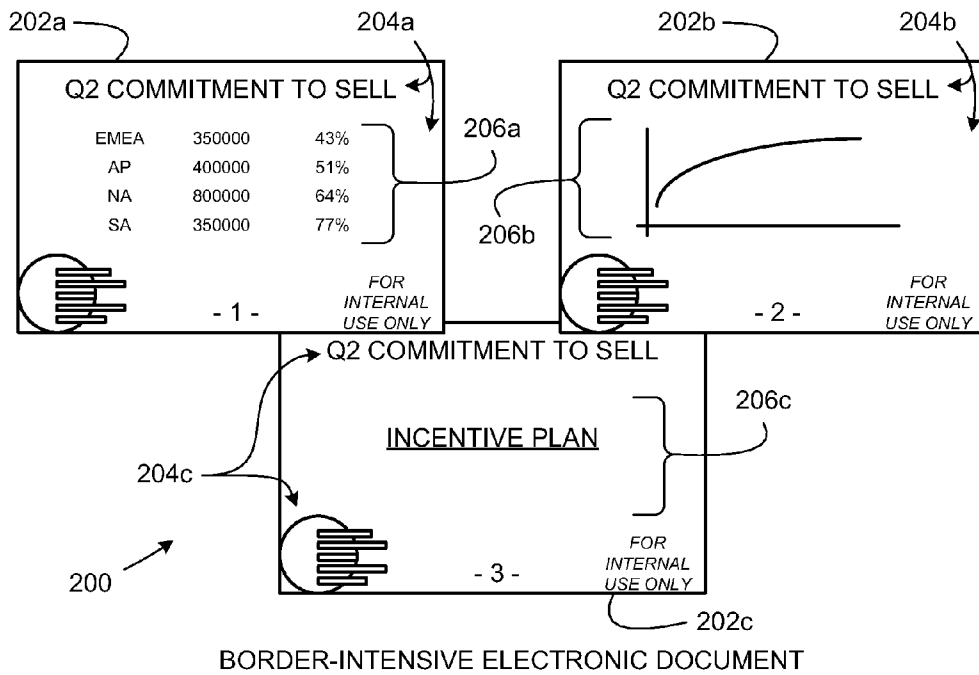 202a
204a
202b
204b
Q2 COMMITMENT TO SELL
EMEA 350000 43%
AP 400000 51%
NA 800000 64%
SA 350000 77%
206a
- 1 -
FOR
INTERNAL
USE ONLY
Q2 COMMITMENT TO SELL
206b
- 2 -
FOR
INTERNAL
USE ONLY
Q2 COMMITMENT TO SELL
INCENTIVE PLAN
206c
204c
- 3 -
FOR
INTERNAL
USE ONLY
200
202c
BORDER-INTENSIVE ELECTRONIC DOCUMENT